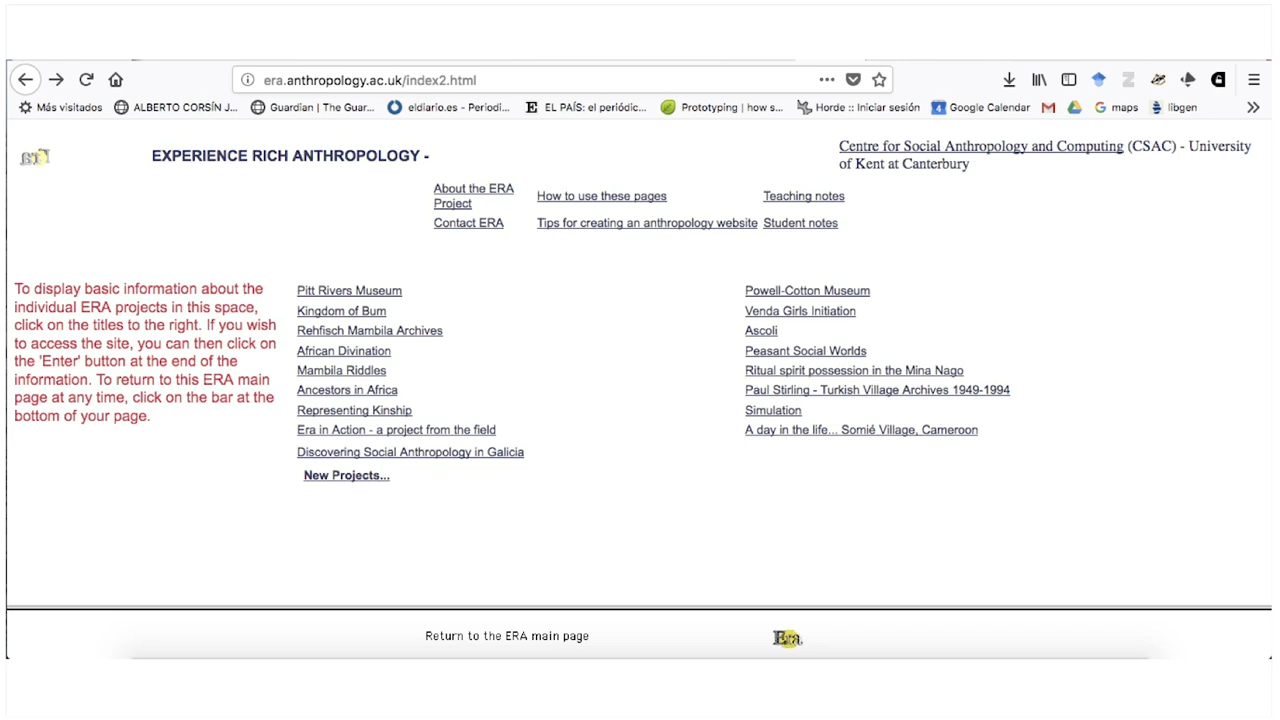 era.anthropology.ac.uk/index2.html
Más visitados ALBERTO CORSÍN J... Guardian | The Guar... eldiario.es - Periodi... EL PAÍS: el periódic... Prototyping | how s... Horde :: Iniciar sesión Google Calendar maps libgen
EXPERIENCE RICH ANTHROPOLOGY -
Centre for Social Anthropology and Computing (CSAC) - University
of Kent at Canterbury
About the ERA
Project
How to use these pages
Teaching notes
Contact ERA
Tips for creating an anthropology website
Student notes
To display basic information about the
individual ERA projects in this space,
click on the titles to the right. If you wish
to access the site, you can then click on
the 'Enter' button at the end of the
information. To return to this ERA main
page at any time, click on the bar at the
bottom of your page.
Pitt Rivers Museum
Kingdom of Bum
Rehfisch Mambila Archives
African Divination
Mambila Riddles
Ancestors in Africa
Representing Kinship
Era in Action - a project from the field
Discovering Social Anthropology in Galicia
New Projects...
Powell-Cotton Museum
Venda Girls Initiation
Ascoli
Peasant Social Worlds
Ritual spirit possession in the Mina Nago
Paul Stirling - Turkish Village Archives 1949-1994
Simulation
A day in the life... Somié Village, Cameroon
Return to the ERA main page
Era